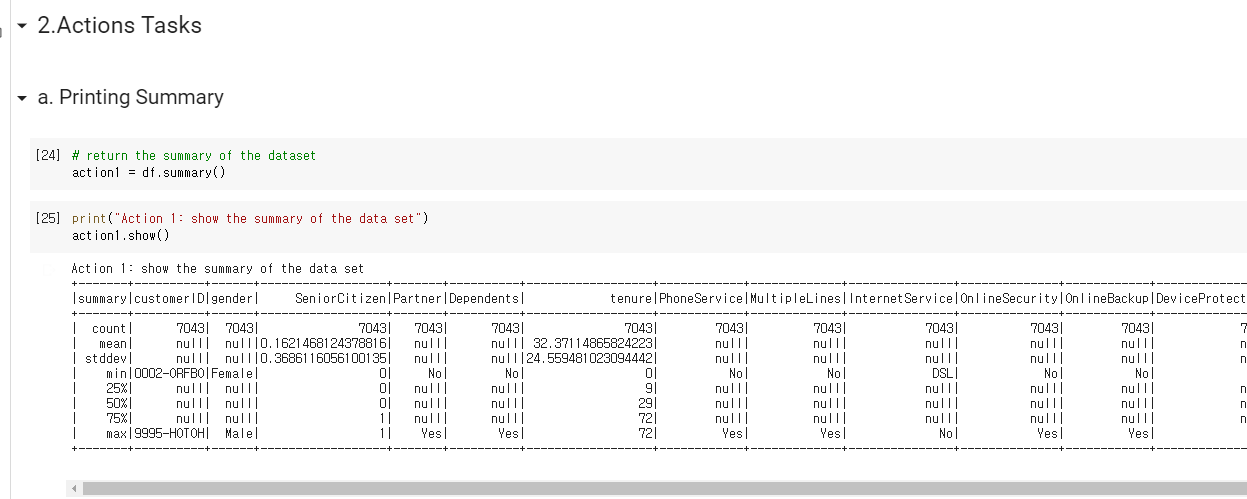 2.Actions Tasks
a. Printing Summary
[24] # return the summary of the dataset
action1 = df.summary()
[25] print("Action 1: show the summary of the data set")
action1.show()
Action 1: show the summary of the data set
+-------+----------+------+------------------+-------+----------+------------------+------------+-------------+---------------+--------------+------------+-------------
|summary|customerID|gender|     SeniorCitizen|Partner|Dependents|            tenure|PhoneService|MultipleLines|InternetService|OnlineSecurity|OnlineBackup|DeviceProtect
+-------+----------+------+------------------+-------+----------+------------------+------------+-------------+---------------+--------------+------------+-------------
|  count|      7043|  7043|              7043|   7043|      7043|              7043|        7043|         7043|           7043|          7043|        7043|            7
|   mean|      null|  null|0.1621468124378816|   null|      null| 32.37114865824223|        null|         null|           null|          null|        null|            n
| stddev|      null|  null|0.3686116056100135|   null|      null|24.559481023094442|        null|         null|           null|          null|        null|            n
|    min|0002-ORFBO|Female|                 0|     No|        No|                 0|          No|           No|            DSL|            No|          No|
|    25%|      null|  null|                 0|   null|      null|                 9|        null|         null|           null|          null|        null|            n
|    50%|      null|  null|                 0|   null|      null|                29|        null|         null|           null|          null|        null|            n
|    75%|      null|  null|                 1|   null|      null|                72|        null|         null|           null|          null|        null|            n
|    max|9995-HOTOH|  Male|                 1|    Yes|       Yes|                72|         Yes|          Yes|             No|           Yes|         Yes|
+-------+----------+------+------------------+-------+----------+------------------+------------+-------------+---------------+--------------+------------+-------------